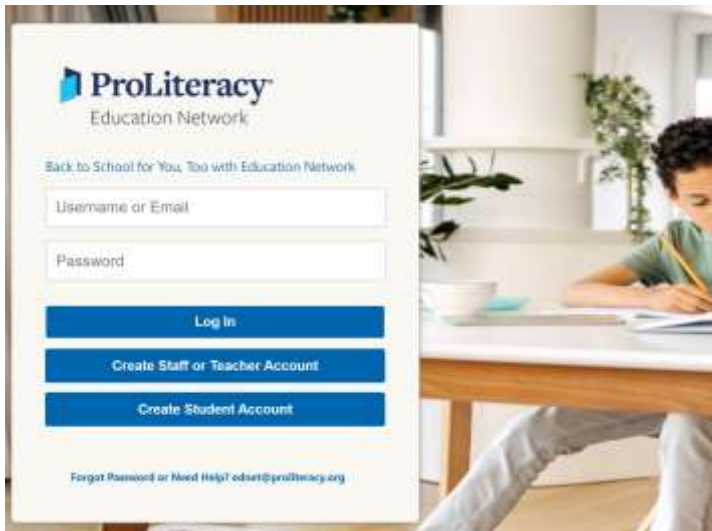 ProLiteracy
Education Network
Back to School for You, Too with Education Network
Username or Email
Password
Log In
Create Staff or Teacher Account
Create Student Account
Forgot Password or Need Help? ednet@proliteracy.org